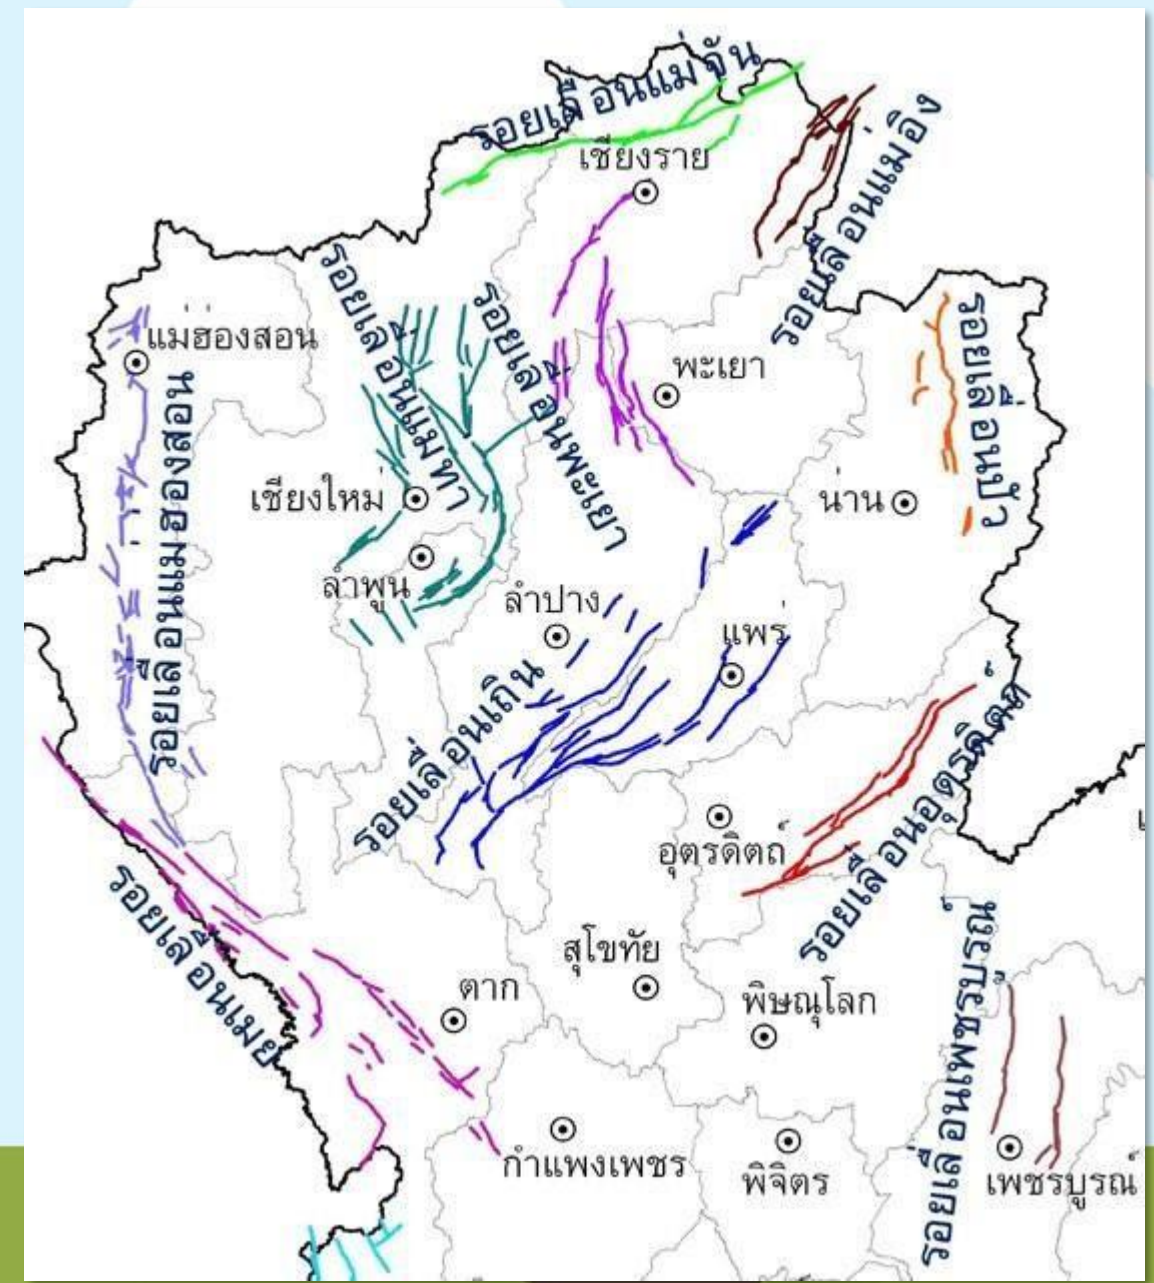 รอยเลื่อนแม่จัน
เชียงราย
รอยเลื่อนแม่อิง
รอยเลื่อนแม่ทา
รอยเลื่อนพะเยา
แม่ฮ่องสอน
พะเยา
รอยเลื่อนปัว
รอยเลื่อนแม่ฮ่องสอน
เชียงใหม่
น่าน
ลำพูน
ลำปาง
แพร่
รอยเลื่อนเถิน
รอยเลื่อนอุตรดิตถ์
อุตรดิตถ์
รอยเลื่อนเมย
สุโขทัย
ตาก
พิษณุโลก
รอยเลื่อนเพชรบูรณ์
กำแพงเพชร
พิจิตร
เพชรบูรณ์